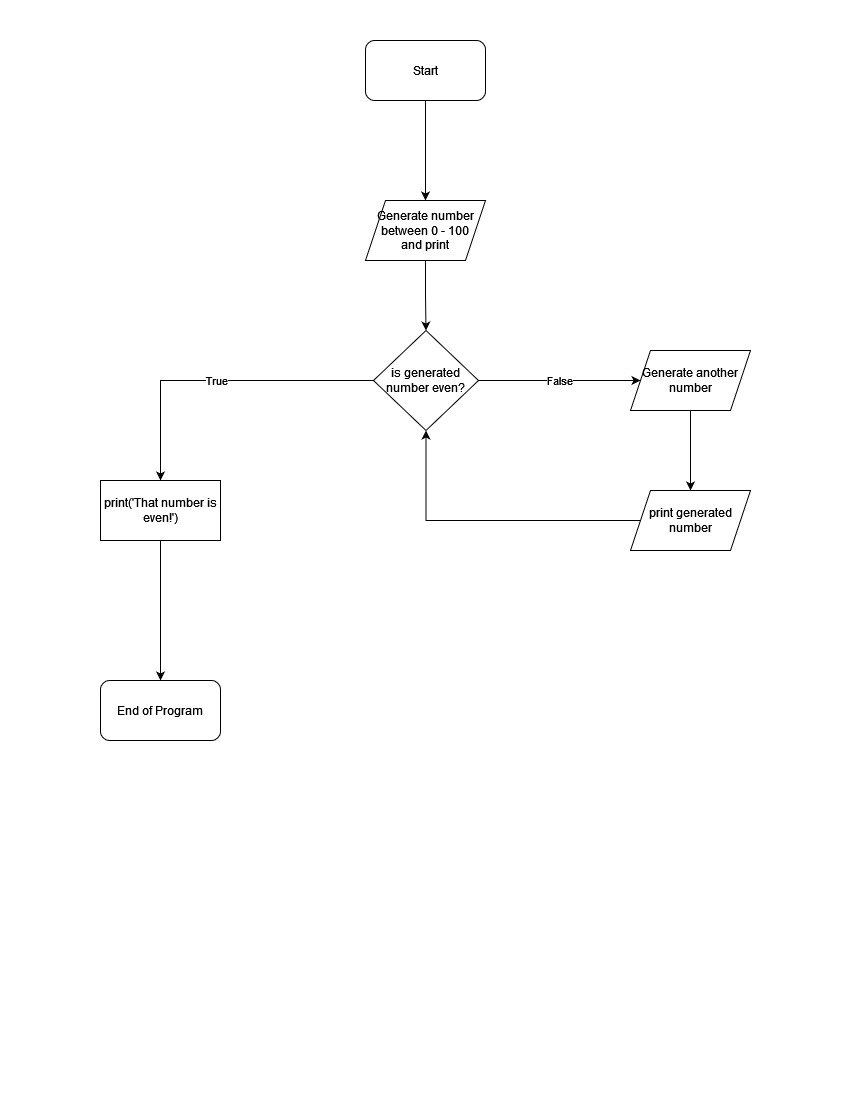 Start
Generate number
between 0 - 100
and print
is generated
number even?
True
False
Generate another
number
print('That number is
even!')
print generated
number
End of Program